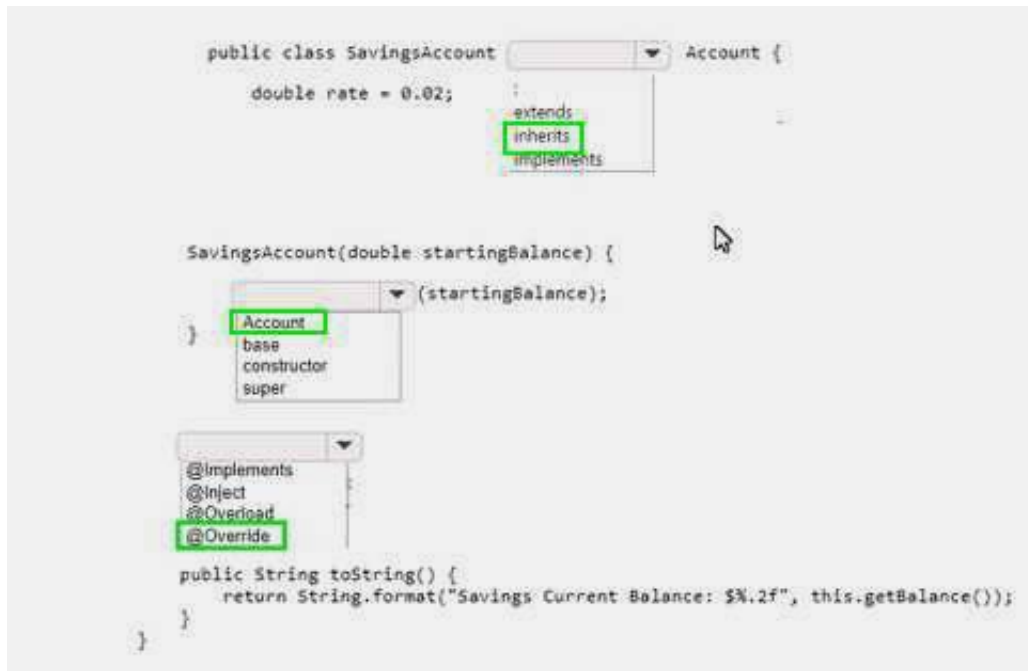 public class SavingsAccount Account {
double rate = 0.02;
:
extends
inherits
implements
SavingsAccount(double startingBalance) {
(startingBalance);
Account
}
base
constructor
super
@Implements
@Inject
@Overload
@Override
public String toString() {
return String.format("Savings Current Balance: $%.2f", this.getBalance());
}
}